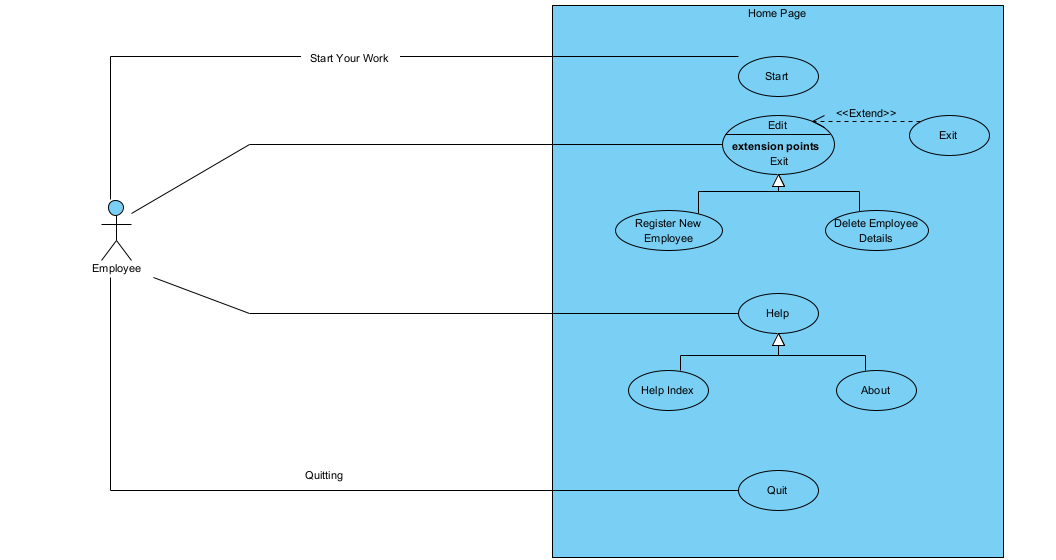 Home Page
Start Your Work
Start
Edit
<<Extend>>
extension points
Exit
Exit
Register New
Employee
Delete Employee
Details
Employee
Help
Help Index
About
Quitting
Quit